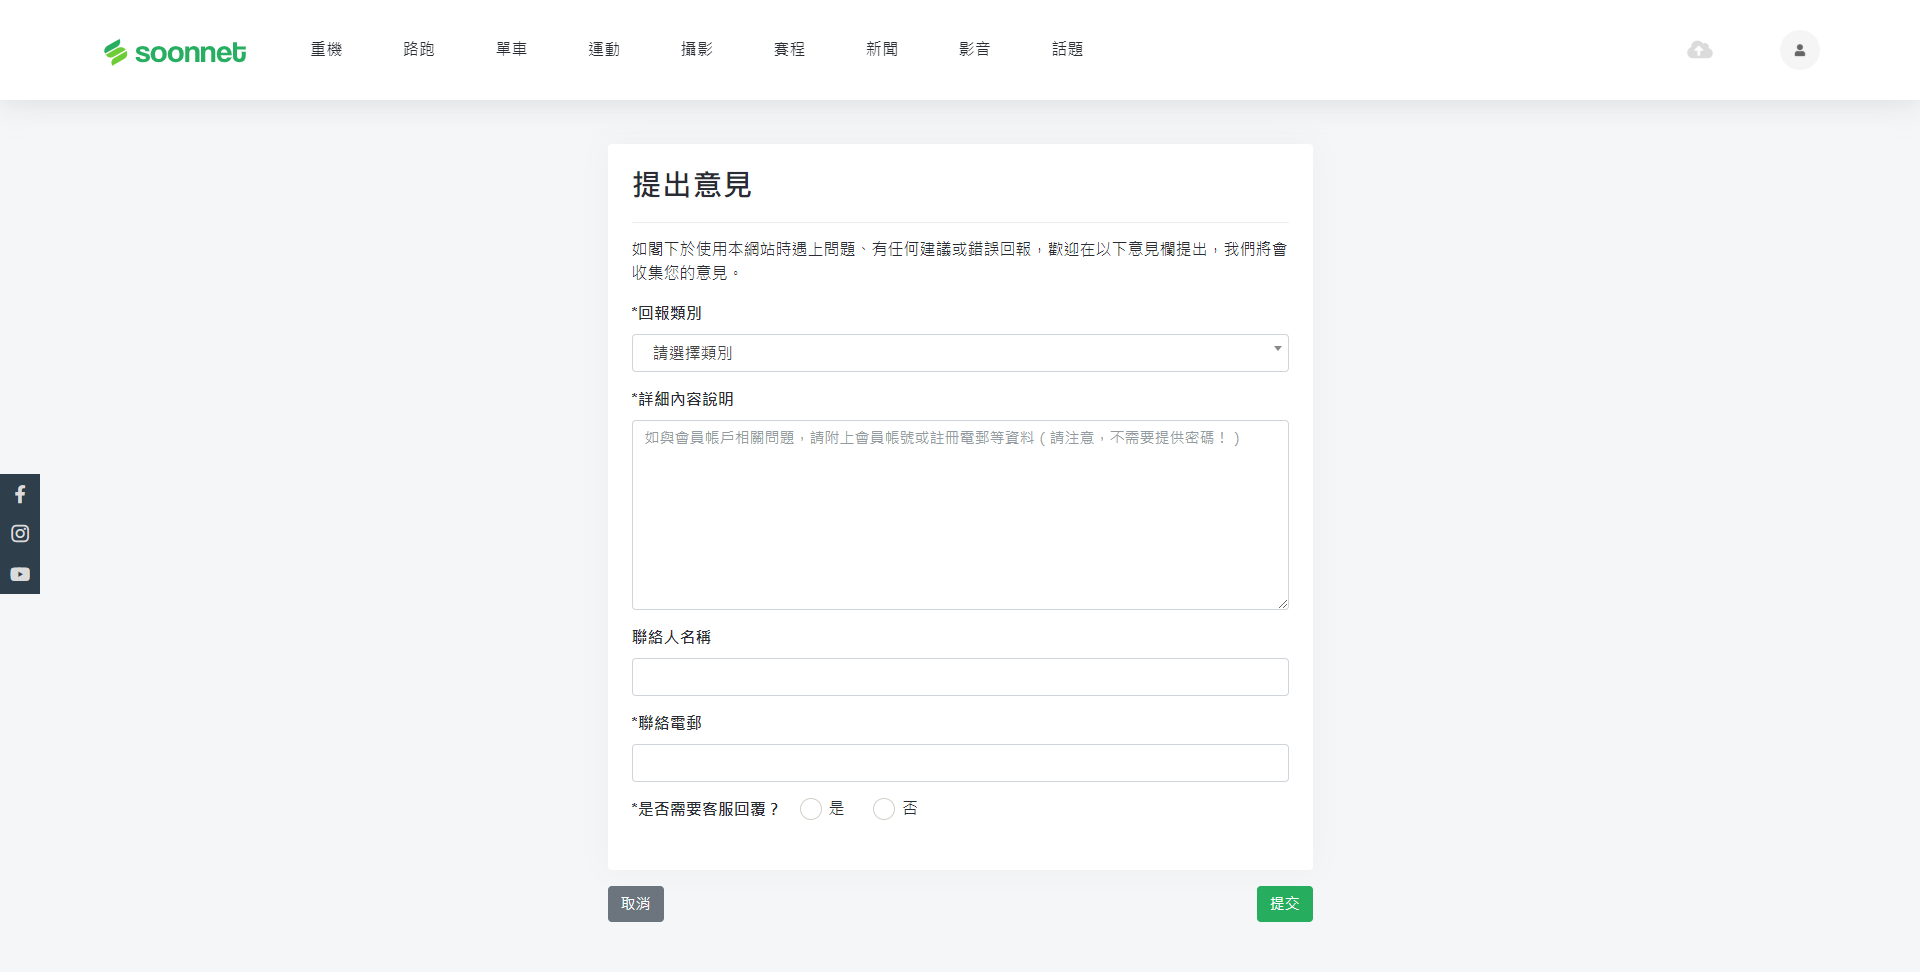 soonnet 重機 路跑 單車 運動 攝影 賽程 新聞 影音 話題
提出意見
如閣下於使用本網站時遇上問題、有任何建議或錯誤回報，歡迎在以下意見欄提出，我們將會
收集您的意見。
*回報類別
請選擇類別
*詳細內容說明
如與會員帳戶相關問題，請附上會員帳號或註冊電郵等資料（請注意，不需要提供密碼！）
聯絡人名稱
*聯絡電郵
*是否需要客服回覆？ 是 否
取消 提交